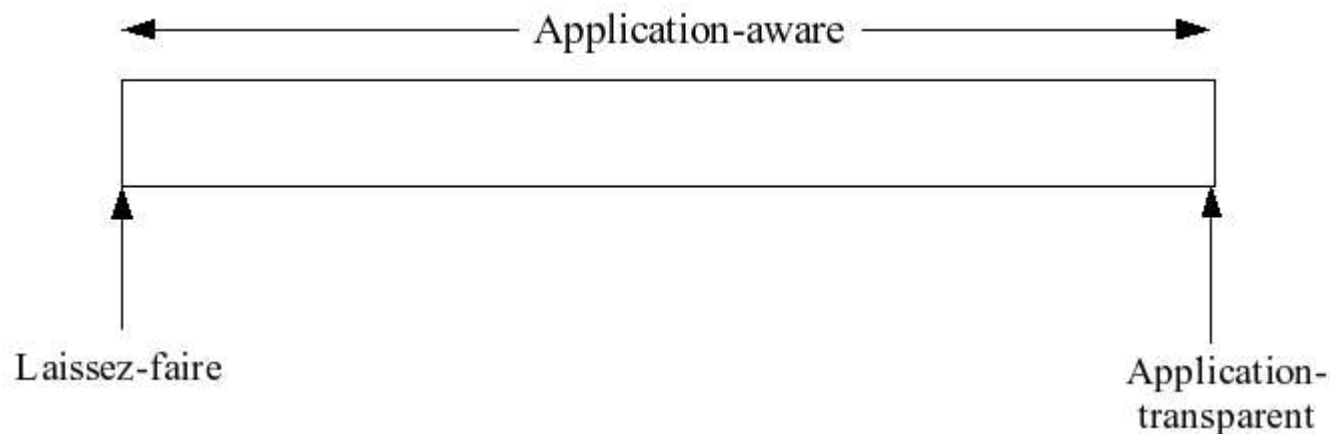 Application-aware
Laissez-faire
Application-
transparent